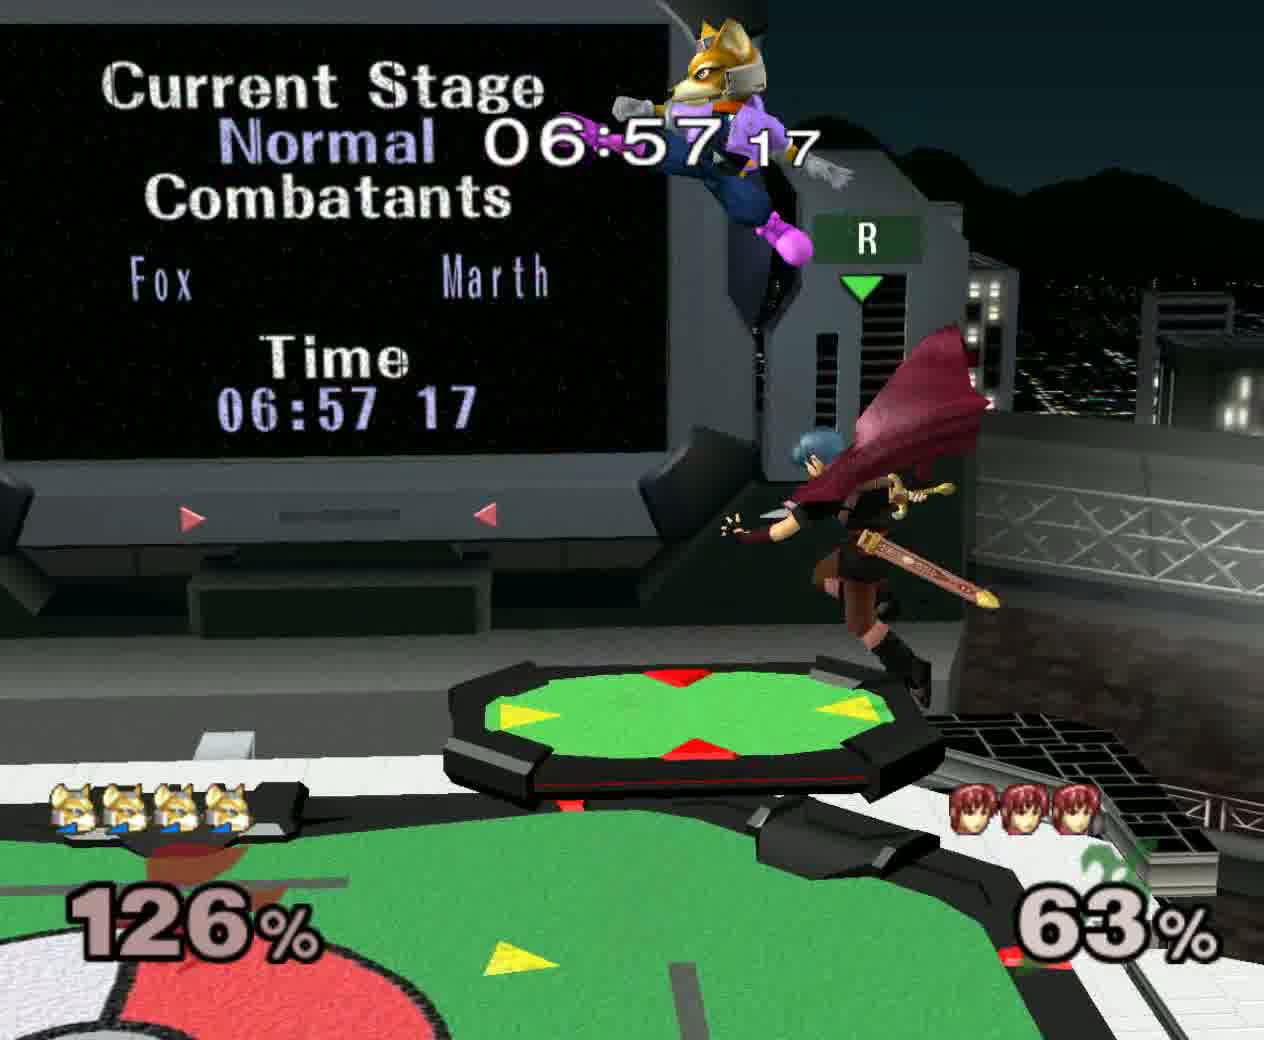 Current Stage
Normal
06:57 17
Combatants
Fox Marth
R
Time
06:57 17
126%
63%